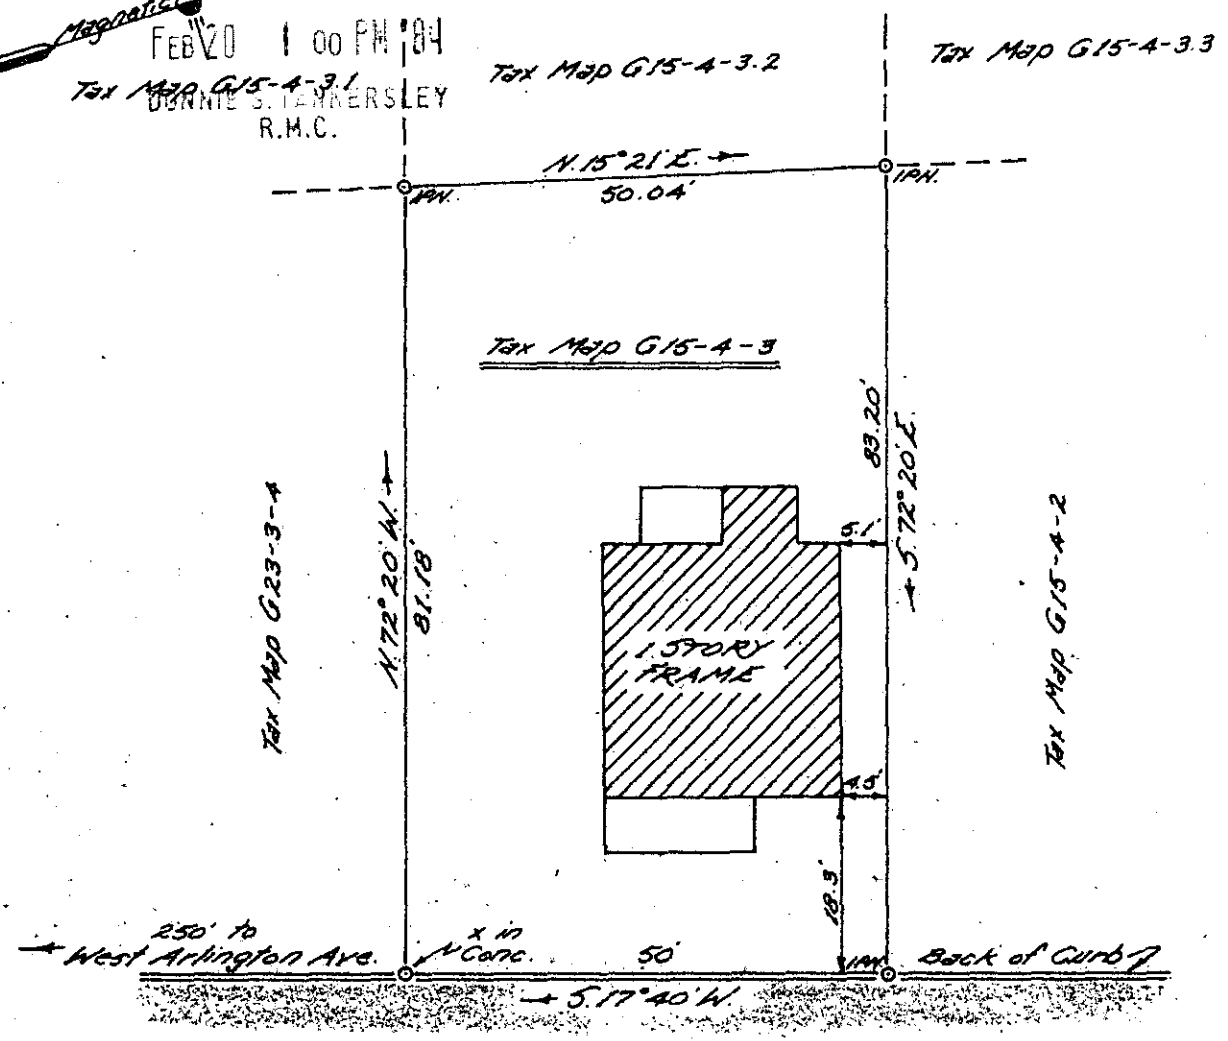 Magnetic
FEB 20 1 00 PM '84
Tax Map G15-4-3.1
DONNIE S. TANKERSLEY
R.M.C.
Tax Map G15-4-3.2
Tax Map G15-4-3.3
N.15°21'E.
50.04'
IPN.
IPN.
Tax Map G15-4-3
N.72°20'W.
81.18'
83.20'
S.72°20'E.
Tax Map G23-3-4
Tax Map G15-4-2
5.1'
1 STORY
FRAME
4.5'
18.3'
250' to
West Arlington Ave.
x in
Conc.
50'
IPN
Back of Curb
S.17°40'W.